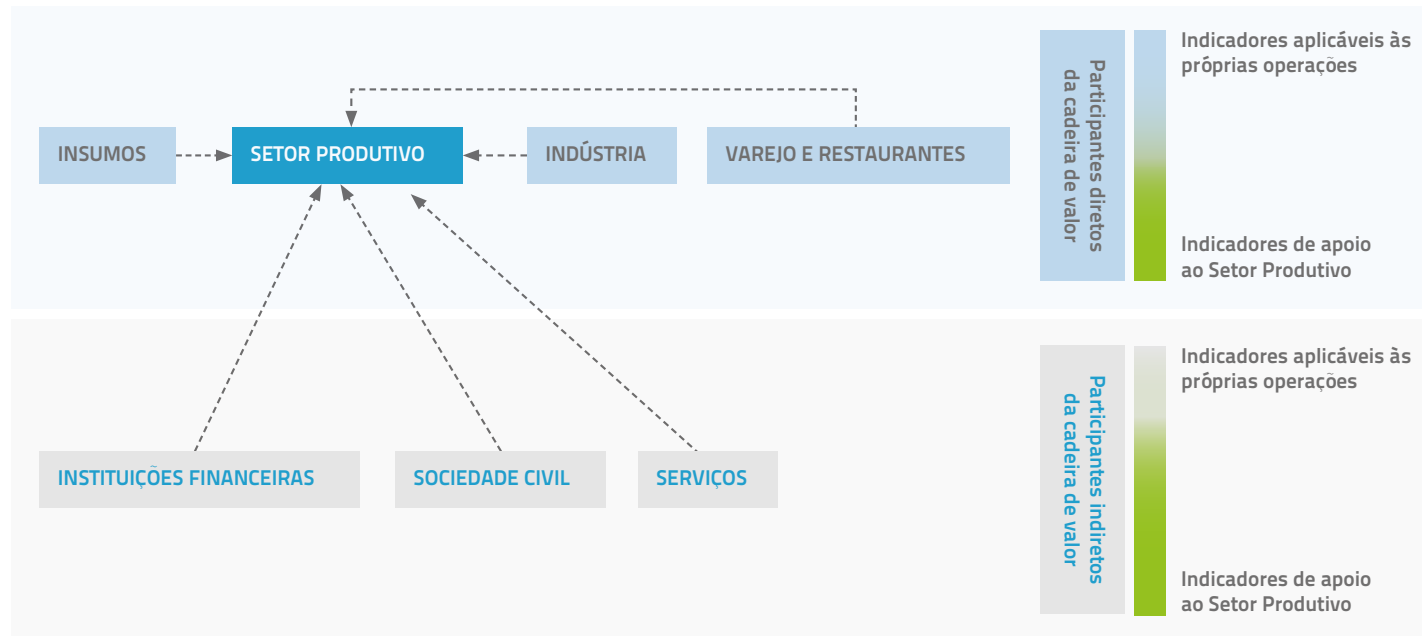 INSUMOS
SETOR PRODUTIVO
INDÚSTRIA
VAREJO E RESTAURANTES
Participantes diretos
da cadeira de valor
Indicadores aplicáveis às
próprias operações
Indicadores de apoio
ao Setor Produtivo
INSTITUIÇÕES FINANCEIRAS
SOCIEDADE CIVIL
SERVIÇOS
Participantes indiretos
da cadeira de valor
Indicadores aplicáveis às
próprias operações
Indicadores de apoio
ao Setor Produtivo